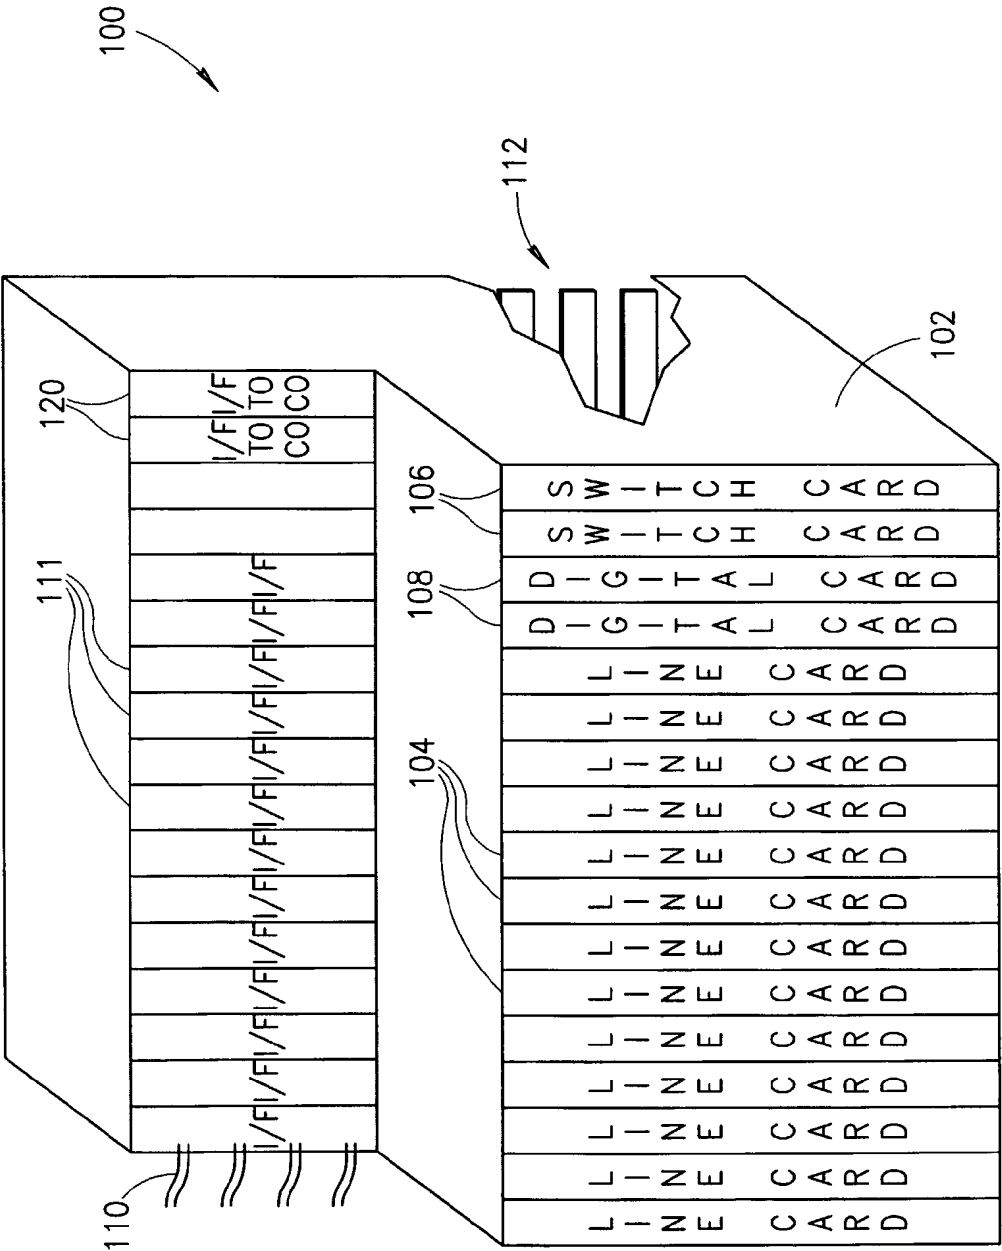 111 120
110 100
I/F I/F I/F I/F I/F I/F I/F I/F I/F I/F I/F I/F I/F I/F I/F
TO TO
CO CO
104 108 106
112
LINE CARD
LINE CARD
LINE CARD
LINE CARD
LINE CARD
LINE CARD
LINE CARD
LINE CARD
LINE CARD
LINE CARD
LINE CARD
LINE CARD
LINE CARD
DIGITAL CARD
DIGITAL CARD
SWITCH CARD
SWITCH CARD
102